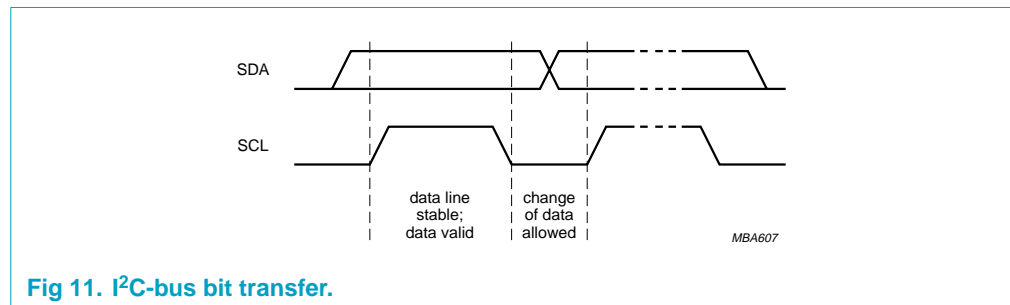 SDA
SCL
data line
stable;
data valid
change
of data
allowed
MBA607
Fig 11. I²C-bus bit transfer.